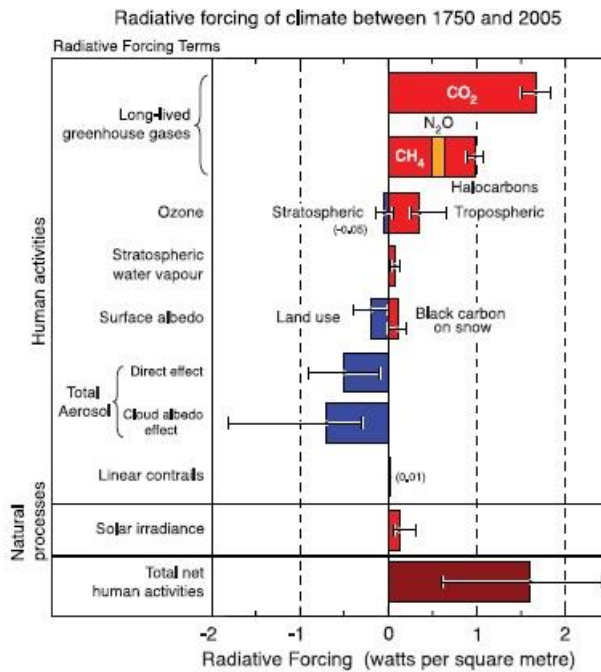 Radiative forcing of climate between 1750 and 2005
Radiative Forcing Terms
Human activities
Long-lived
greenhouse gases
CO2
N2O
CH4
Halocarbons
Ozone
Stratospheric
(-0.05)
Tropospheric
Stratospheric
water vapour
Surface albedo
Land use
Black carbon
on snow
Total
Aerosol
Direct effect
Cloud albedo
effect
Linear contrails
(0.01)
Natural
processes
Solar irradiance
Total net
human activities
-2 -1 0 1 2
Radiative Forcing (watts per square metre)